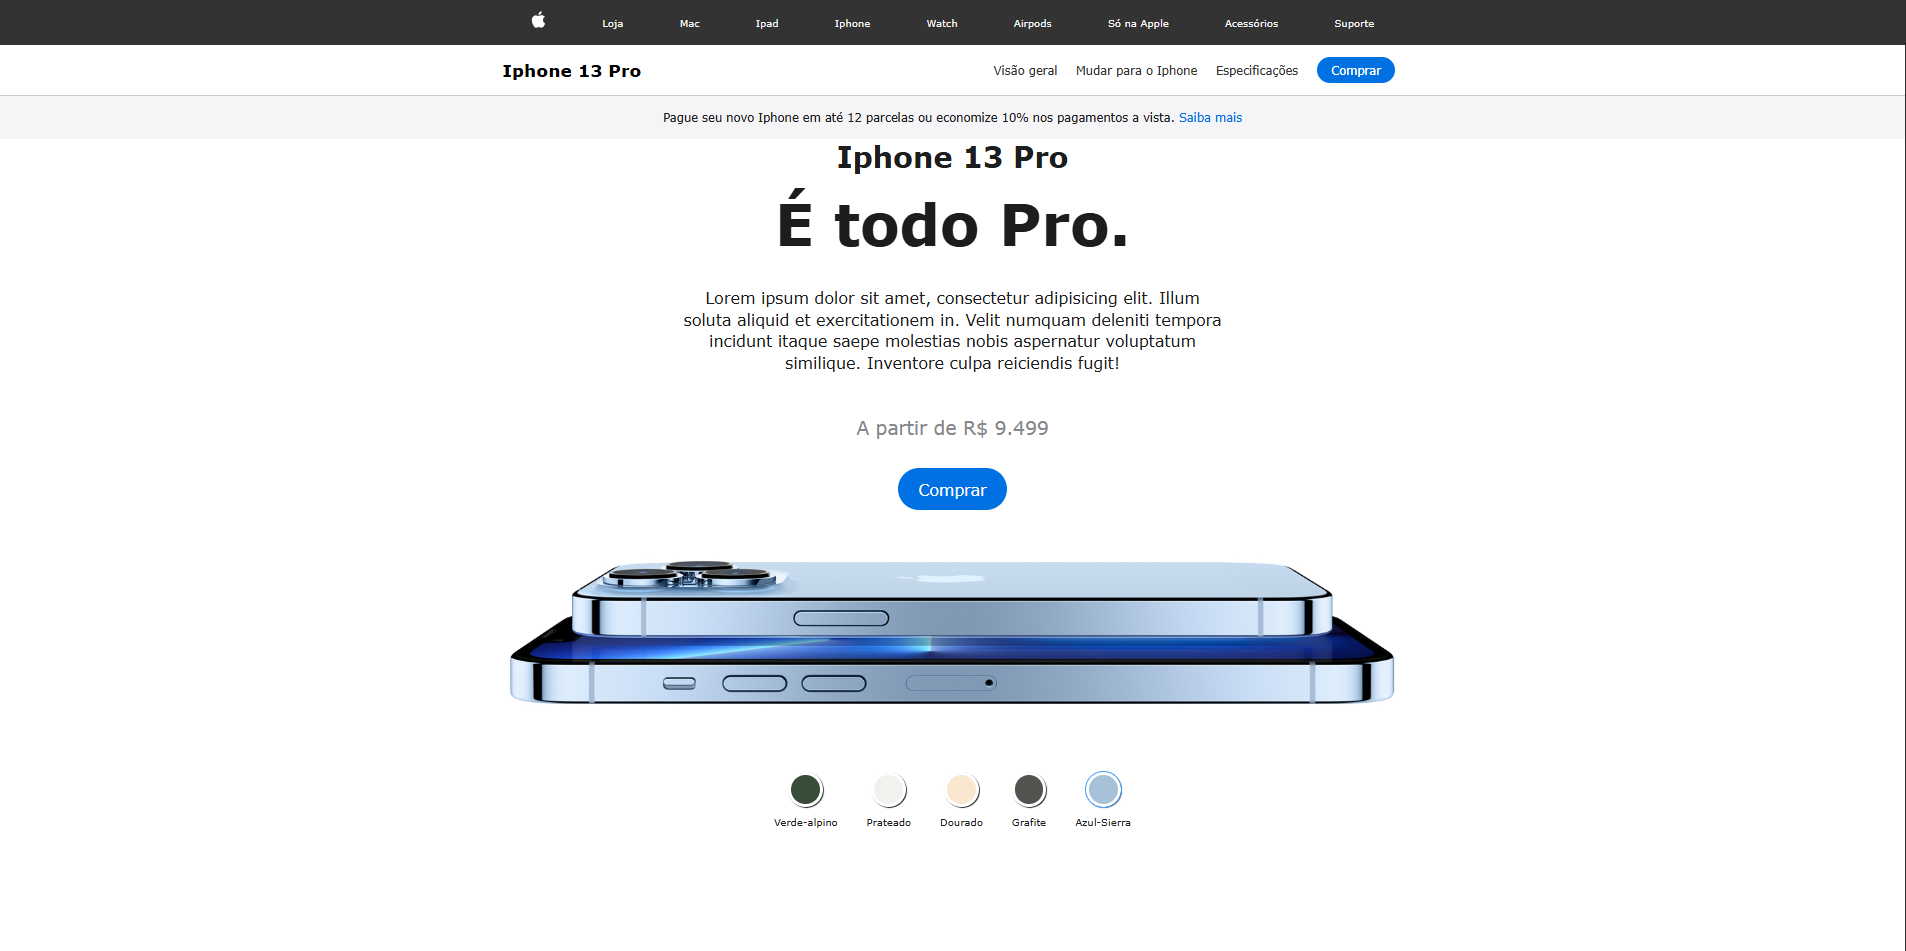 Loja Mac Ipad Iphone Watch Airpods Só na Apple Acessórios Suporte
Iphone 13 Pro Visão geral Mudar para o Iphone Especificações Comprar
Pague seu novo Iphone em até 12 parcelas ou economize 10% nos pagamentos a vista. Saiba mais
Iphone 13 Pro
É todo Pro.
Lorem ipsum dolor sit amet, consectetur adipisicing elit. Illum
soluta aliquid et exercitationem in. Velit numquam deleniti tempora
incidunt itaque saepe molestias nobis aspernatur voluptatum
similique. Inventore culpa reiciendis fugit!
A partir de R$ 9.499
Comprar
Verde-alpino Prateado Dourado Grafite Azul-Sierra